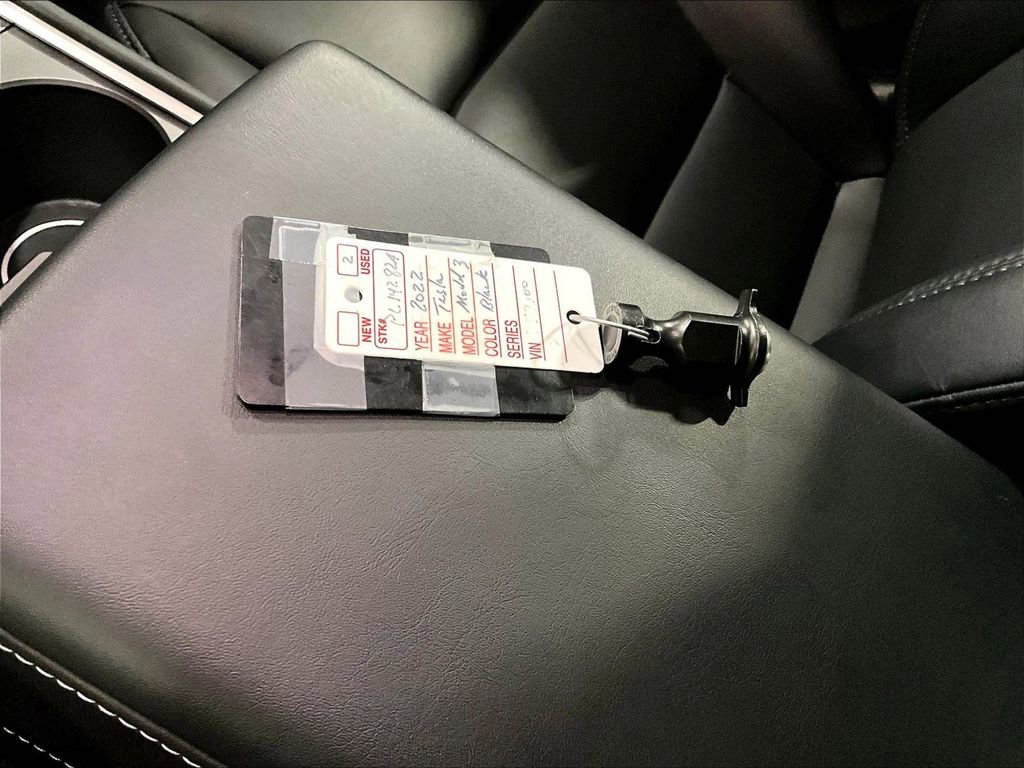 NEW 2 USED
STK# PL142824
YEAR 2022
MAKE Tesla
MODEL Model 3
COLOR Black
SERIES
VIN